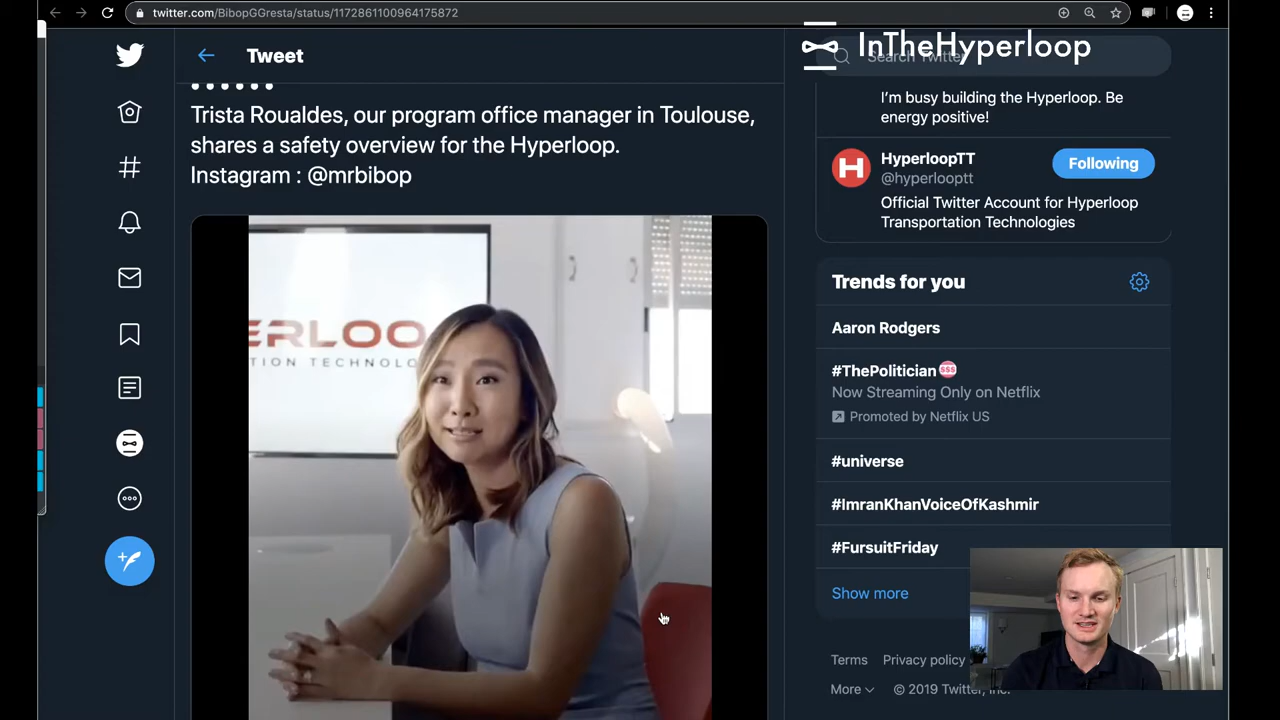 twitter.com/BibopGGresta/status/1172861100964175872
InTheHyperloop
Tweet
Search Twitter
Trista Roualdes, our program office manager in Toulouse,
shares a safety overview for the Hyperloop.
Instagram : @mrbibop
ERLOO
TION TECHNOLO
I'm busy building the Hyperloop. Be
energy positive!
HyperloopTT
@hyperlooptt
Following
Official Twitter Account for Hyperloop
Transportation Technologies
Trends for you
Aaron Rodgers
#ThePolitician
Now Streaming Only on Netflix
Promoted by Netflix US
#universe
#ImranKhanVoiceOfKashmir
#FursuitFriday
Show more
Terms Privacy policy
More © 2019 Twitter, Inc.